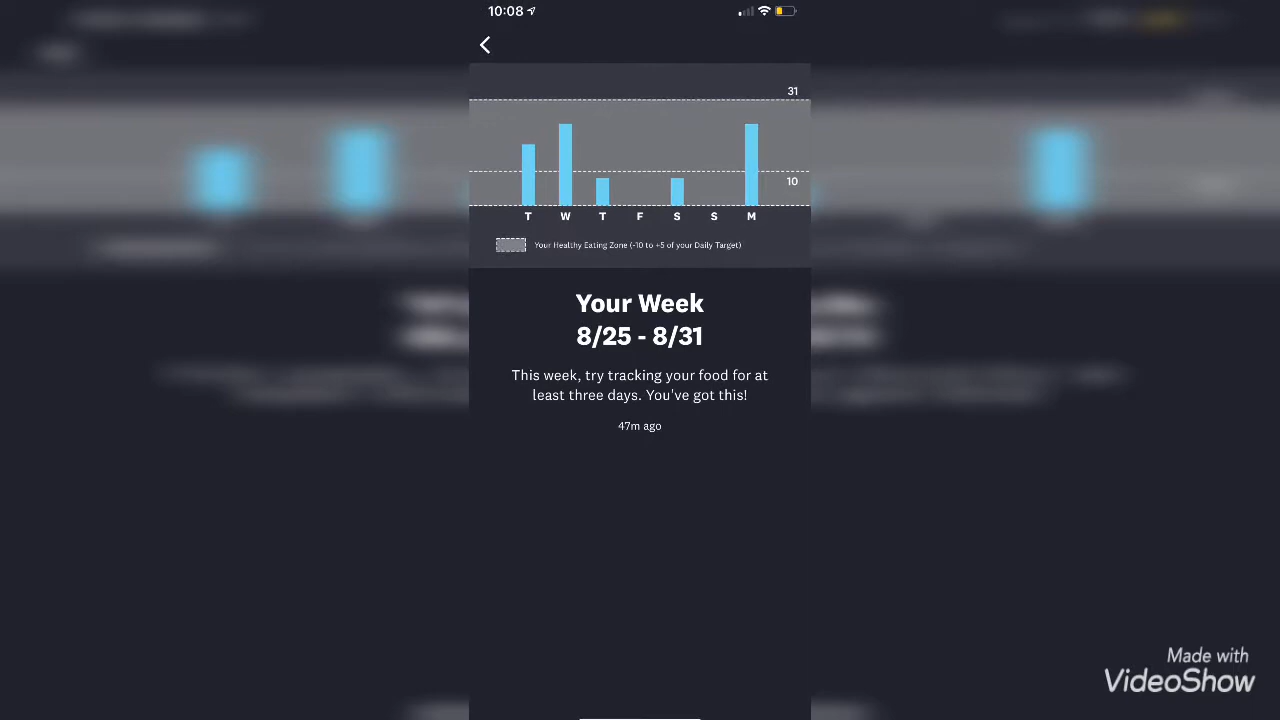 10:08
31
10
T W T F S S M
Your Healthy Eating Zone (-10 to +5 of your Daily Target)
Your Week
8/25 - 8/31
This week, try tracking your food for at
least three days. You've got this!
47m ago
Made with
VideoShow